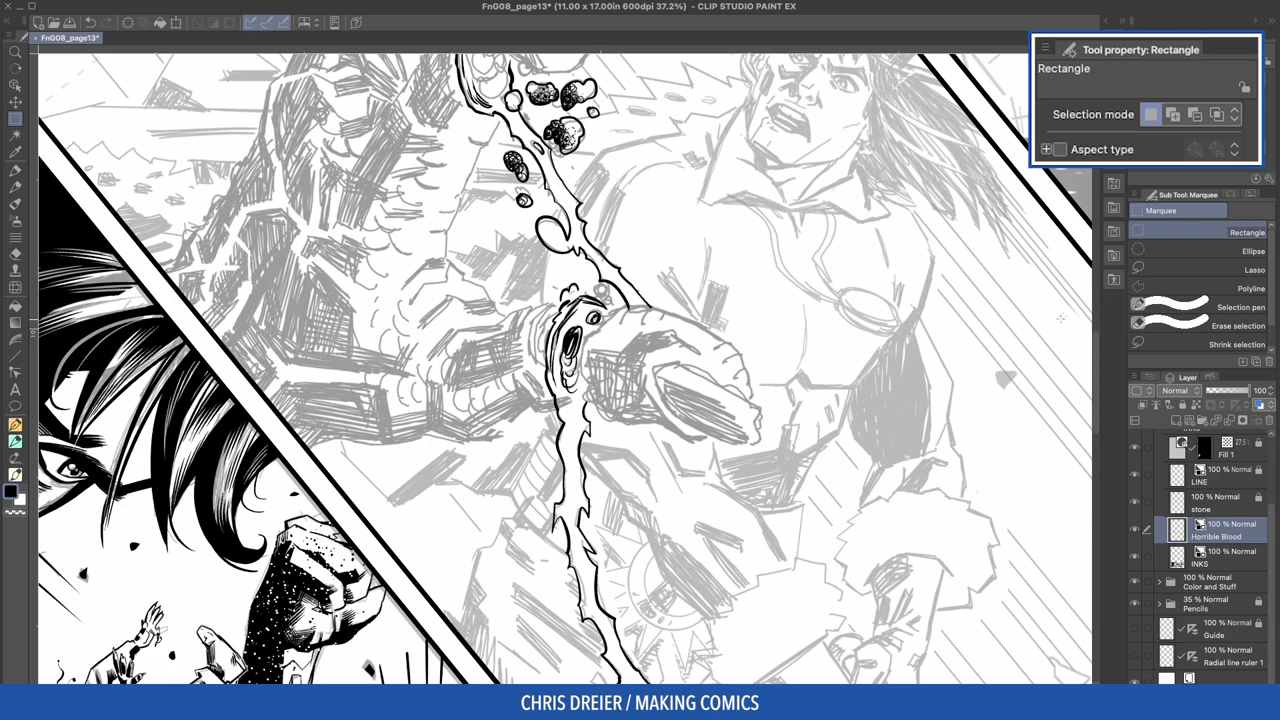 FnG08_page13* (11.00 x 17.00in 600dpi 37.2%) - CLIP STUDIO PAINT EX
FnG08_page13*
Tool property: Rectangle
Rectangle
Selection mode
Aspect type
Sub Tool: Marquee
Marquee
Rectangle
Ellipse
Lasso
Polyline
Selection pen
Erase selection
Shrink selection
Layer
Normal
100
27.5
Fill 1
100 % Normal
LINE
100 % Normal
stone
100 % Normal
Horrible Blood
100 % Normal
INKS
100 % Normal
Color and Stuff
35 % Normal
Pencils
100 % Normal
Guide
100 % Normal
Radial line ruler 1
CHRIS DREIER / MAKING COMICS